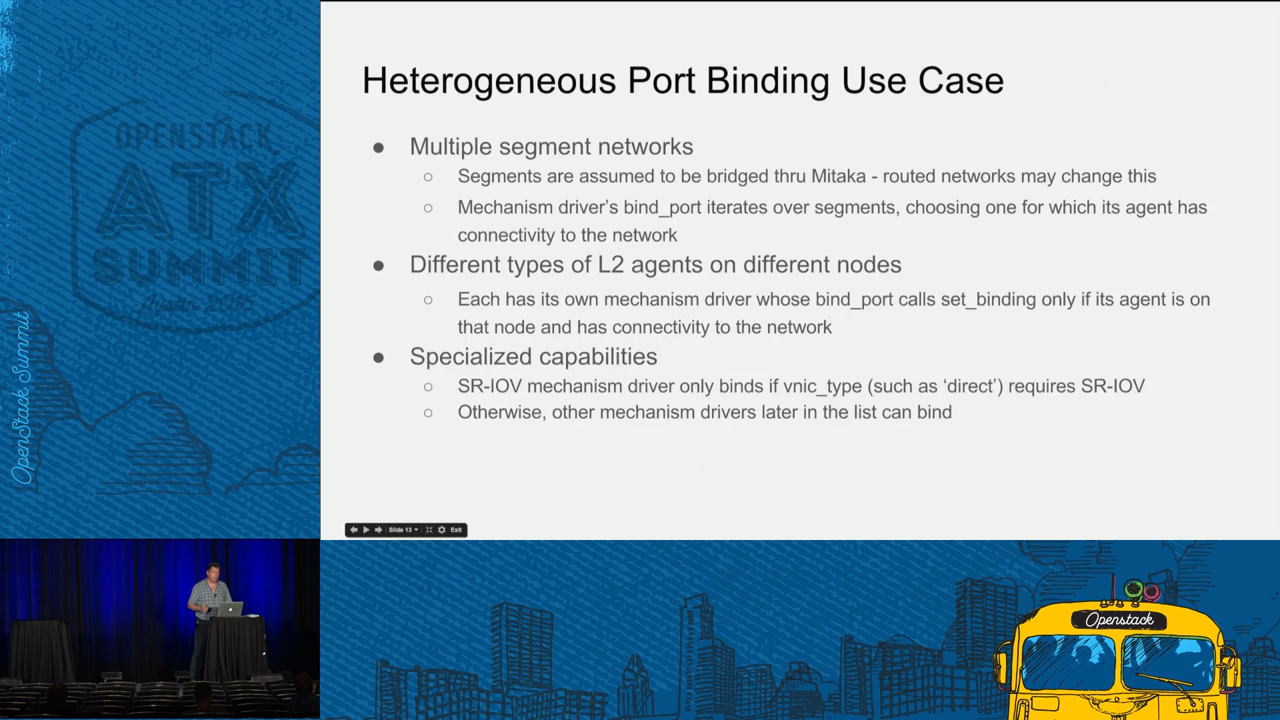 Heterogeneous Port Binding Use Case
● Multiple segment networks
○ Segments are assumed to be bridged thru Mitaka - routed networks may change this
○ Mechanism driver's bind_port iterates over segments, choosing one for which its agent has
connectivity to the network
● Different types of L2 agents on different nodes
○ Each has its own mechanism driver whose bind_port calls set_binding only if its agent is on
that node and has connectivity to the network
● Specialized capabilities
○ SR-IOV mechanism driver only binds if vnic_type (such as ‘direct’) requires SR-IOV
○ Otherwise, other mechanism drivers later in the list can bind
Slide 13
Exit
OPENSTACK
ATX
SUMMIT
Austin 2016
OpenStack Summit
Openstack